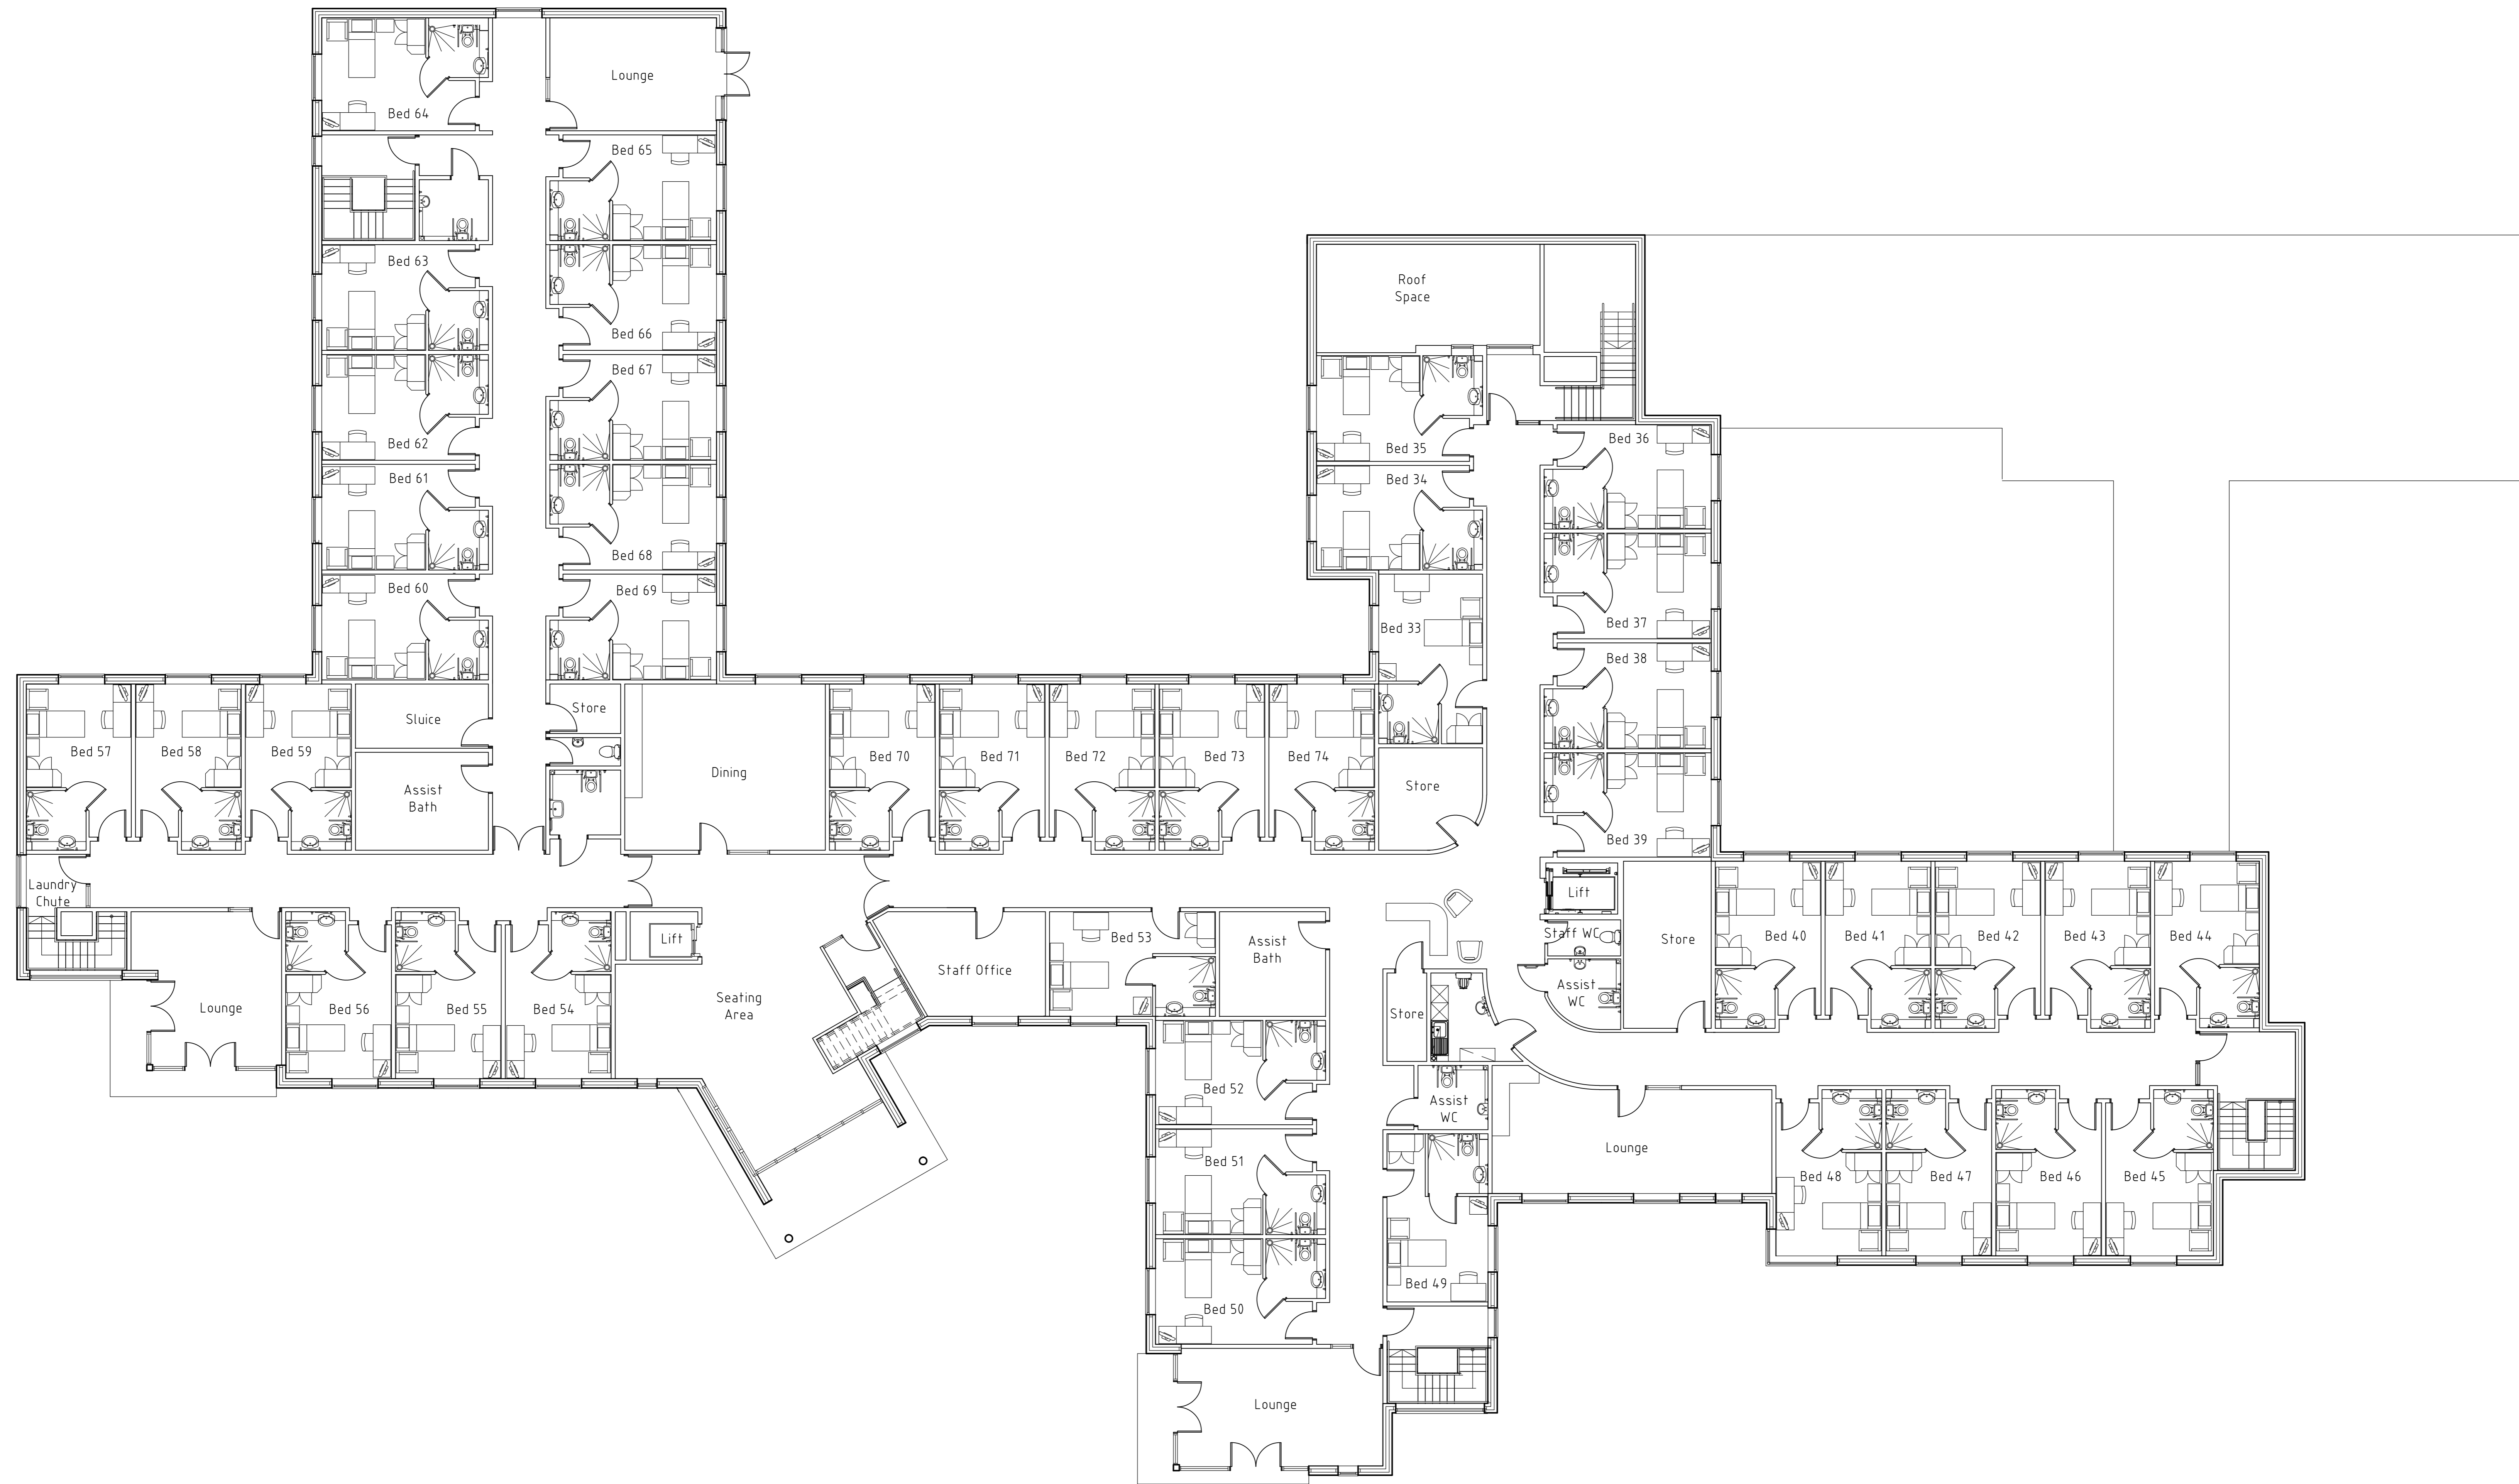 Lounge
Bed 64
Bed 65
Bed 63
Roof
Space
Bed 66
Bed 67
Bed 62
Bed 35
Bed 36
Bed 61
Bed 34
Bed 68
Bed 60
Bed 69
Bed 33
Bed 37
Bed 38
Sluice
Store
Bed 57
Bed 58
Bed 59
Bed 70
Bed 71
Bed 72
Bed 73
Bed 74
Dining
Assist
Bath
Store
Bed 39
Laundry
Chute
Lift
Lift
Bed 53
Staff WC
Store
Bed 40
Bed 41
Bed 42
Bed 43
Bed 44
Assist
Bath
Staff Office
Assist
WC
Seating
Area
Lounge
Bed 56
Bed 55
Bed 54
Store
Bed 52
Assist
WC
Lounge
Bed 51
Bed 48
Bed 47
Bed 46
Bed 45
Bed 49
Bed 50
Lounge